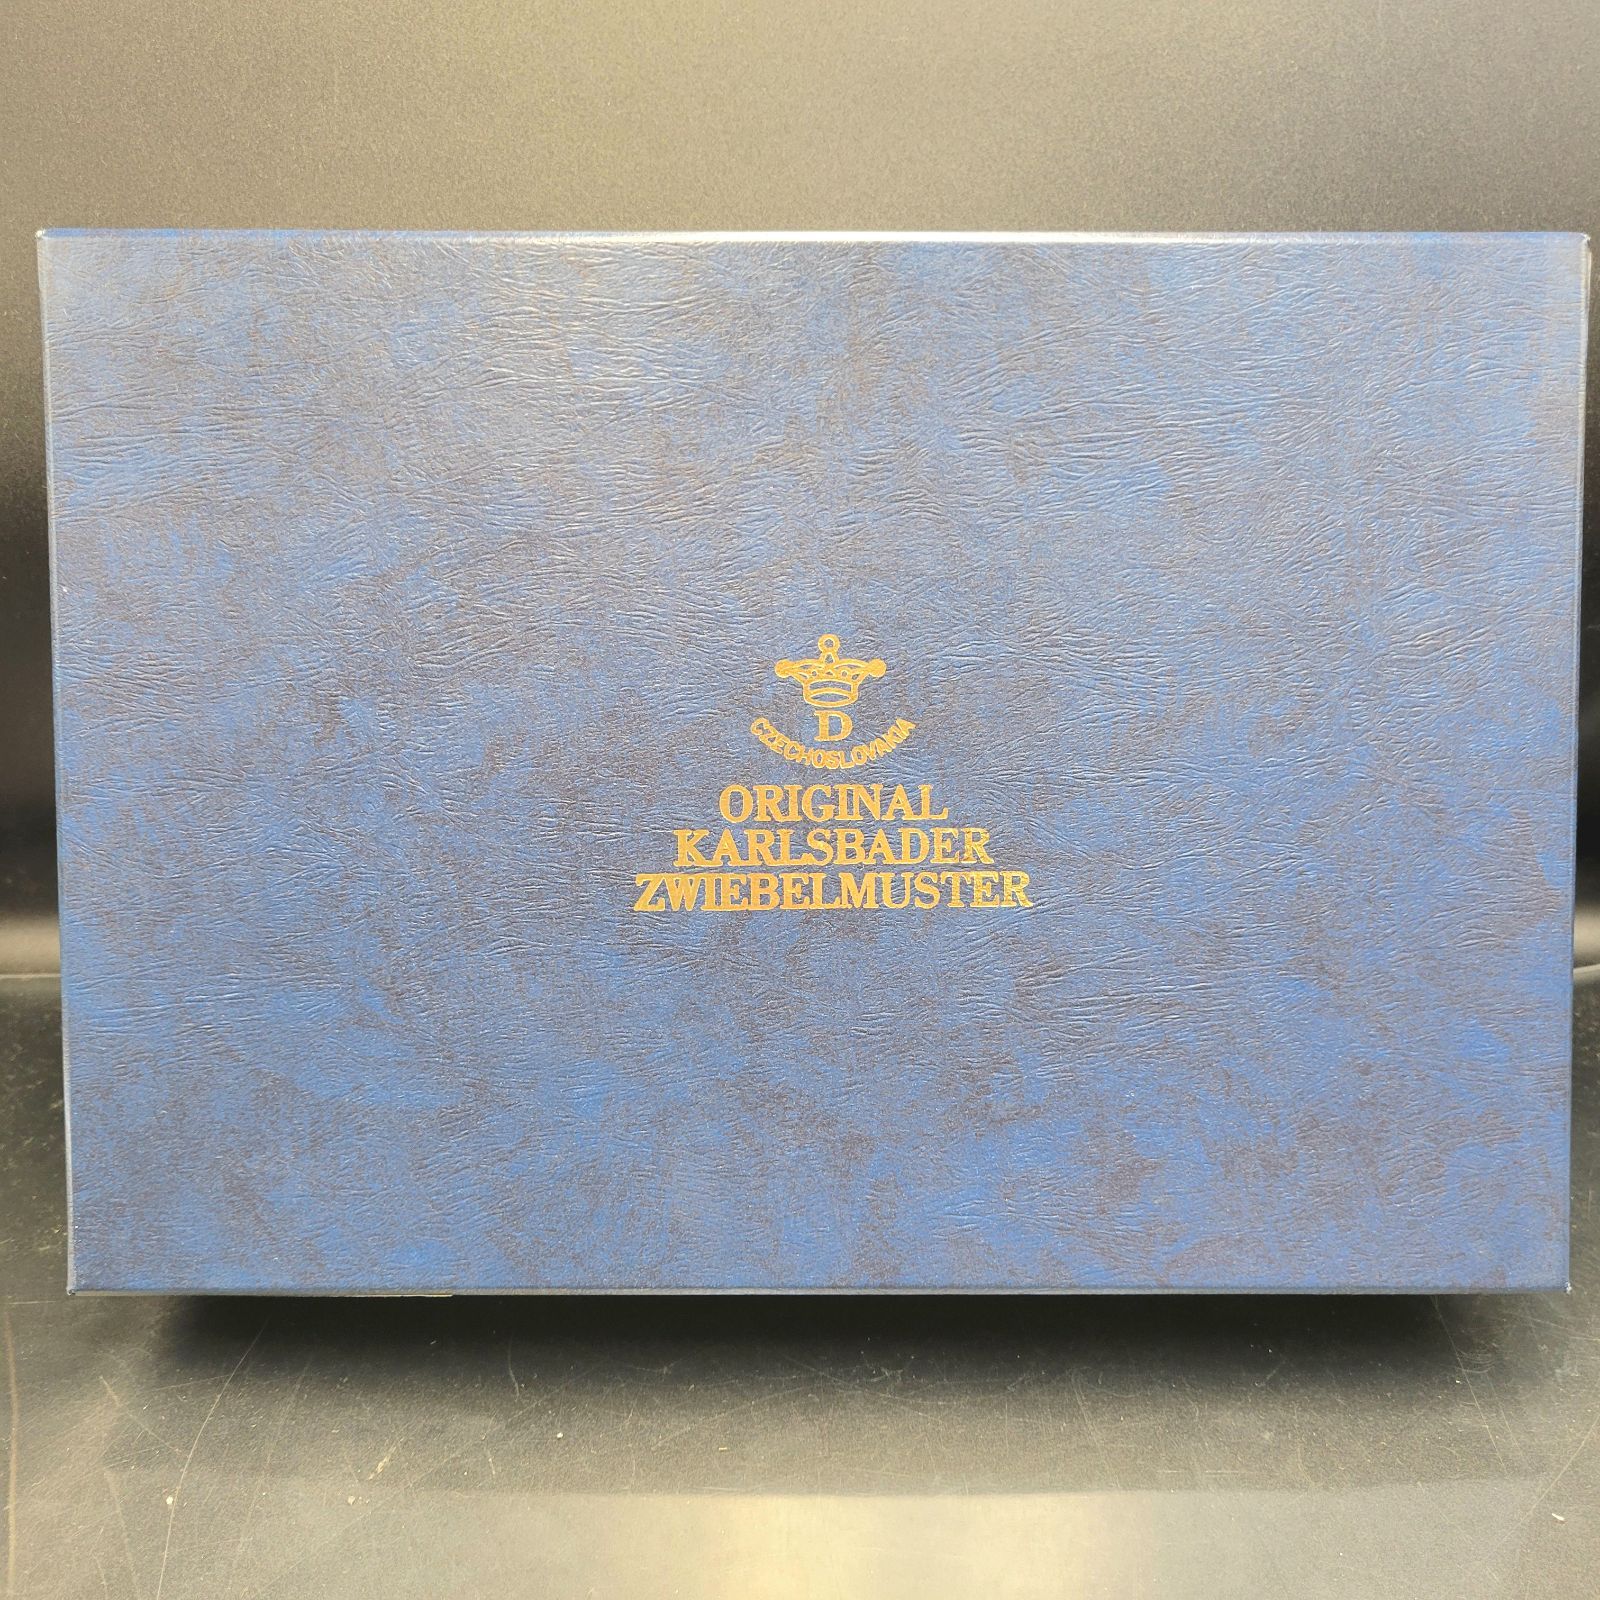 D
CZECHOSLOVAKIA
ORIGINAL
KARLSBADER
ZWIEBELMUSTER